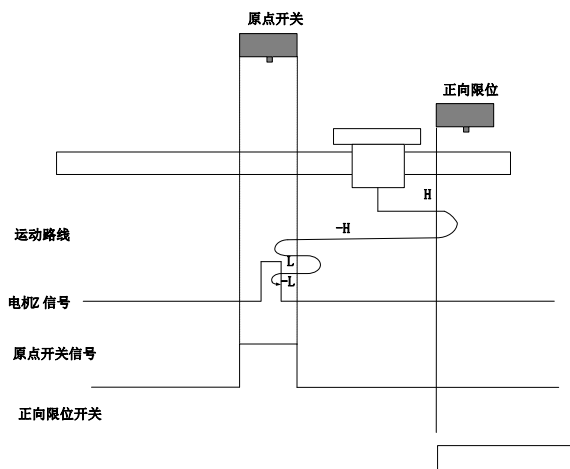 原点开关
正向限位
H
-H
运动路线
L
-L
电机Z 信号
原点开关信号
正向限位开关